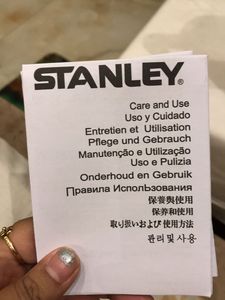 STANLEY®
Care and Use
Uso y Cuidado
Entretien et Utilisation
Pflege und Gebrauch
Manutenção e Utilização
Uso e Pulizia
Onderhoud en Gebruik
Правила Использования
保養與使用
保养和使用
取り扱いおよび使用方法
관리 및 사용